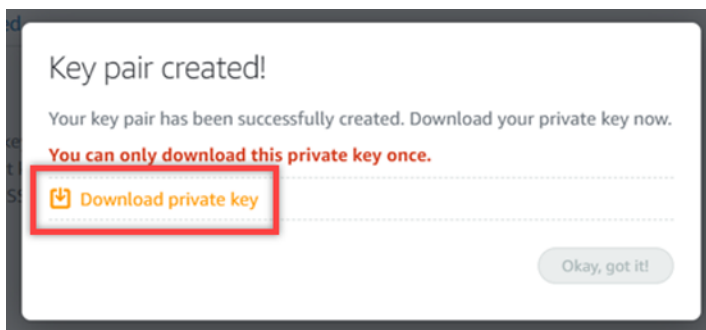 Key pair created!
Your key pair has been successfully created. Download your private key now.
You can only download this private key once.
Download private key
Okay, got it!